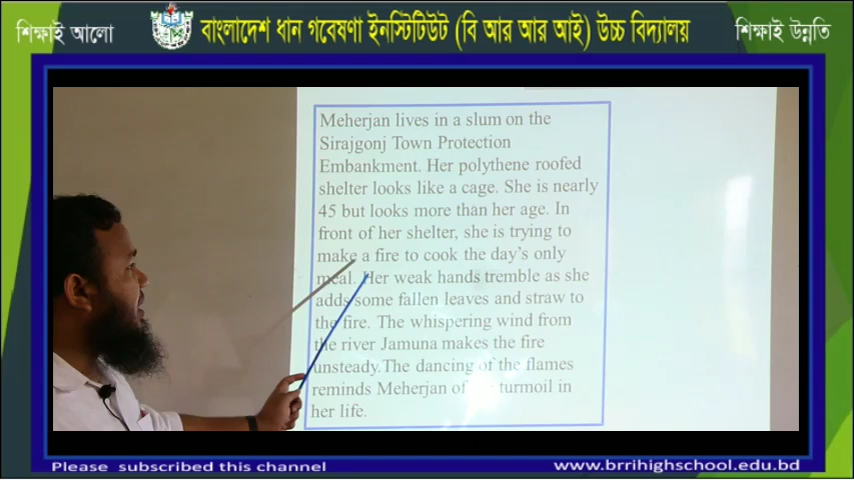 শিক্ষাই আলো
বাংলাদেশ ধান গবেষণা ইনস্টিটিউট (বি আর আর আই) উচ্চ বিদ্যালয়
শিক্ষাই উন্নতি
Meherjan lives in a slum on the
Sirajgonj Town Protection
Embankment. Her polythene roofed
shelter looks like a cage. She is nearly
45 but looks more than her age. In
front of her shelter, she is trying to
make a fire to cook the day's only
meal. Her weak hands tremble as she
adds some fallen leaves and straw to
the fire. The whispering wind from
the river Jamuna makes the fire
unsteady.The dancing of the flames
reminds Meherjan of turmoil in
her life.
Please subscribed this channel
www.brrihighschool.edu.bd